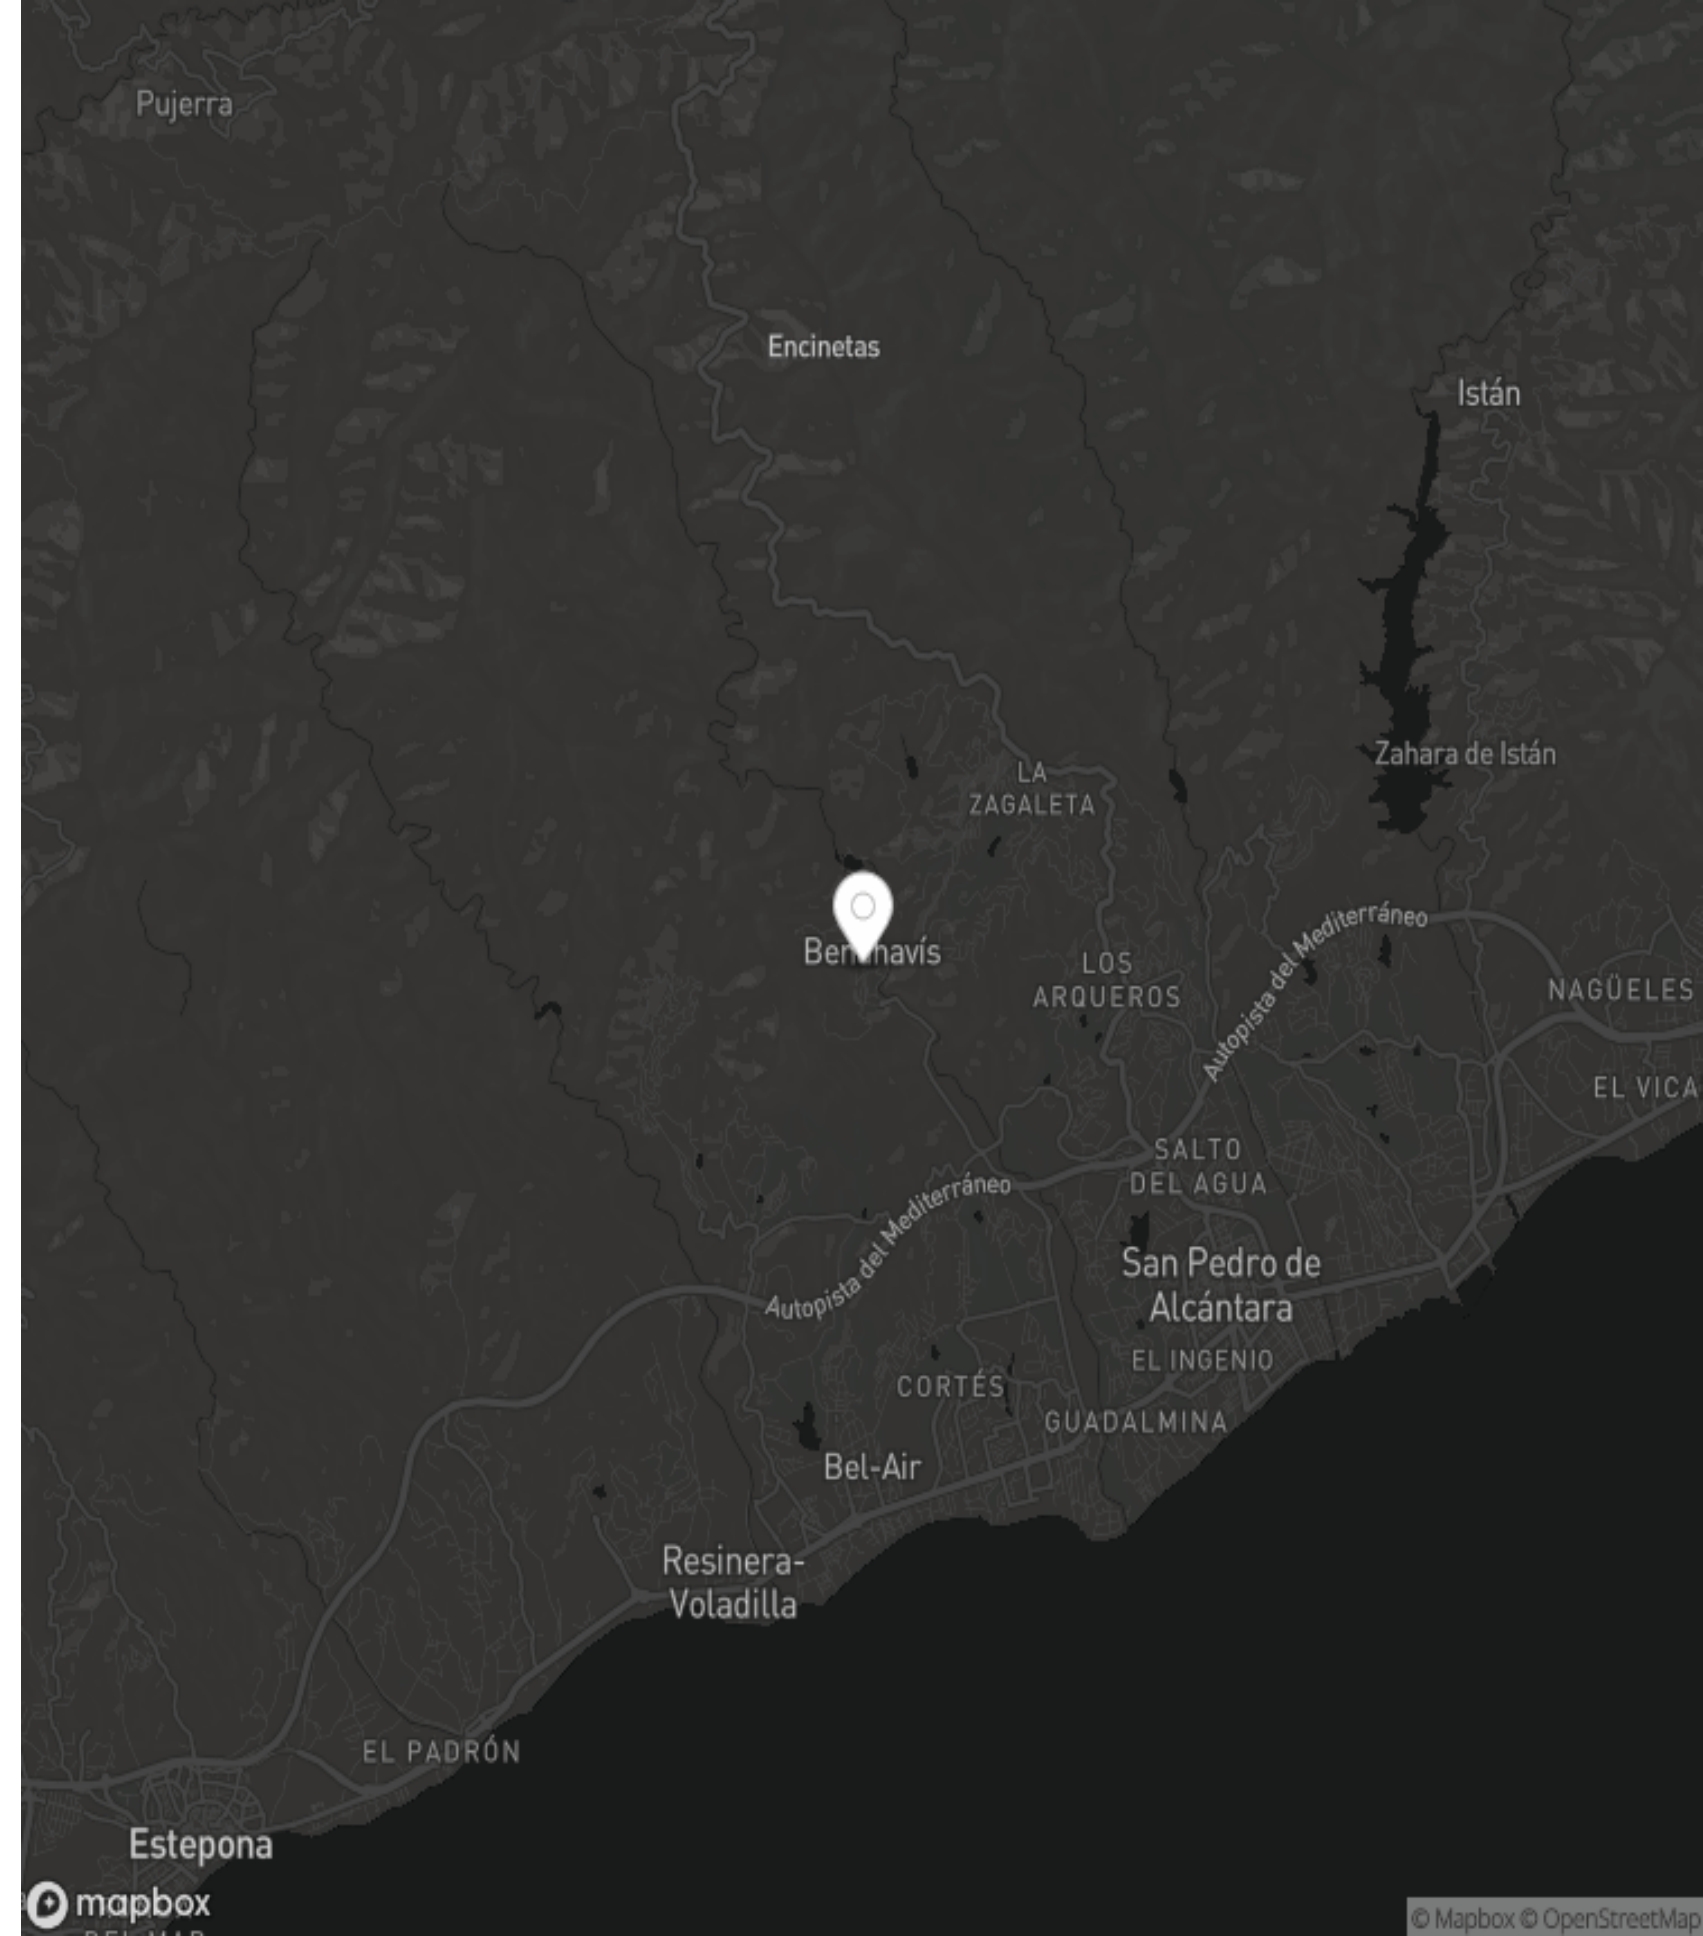 Pujerra
Encinetas
Istán
Zahara de Istán
LA
ZAGALETA
Autopista del Mediterráneo
LOS
ARQUEROS
NAGÜELES
EL VICA
SALTO
DEL AGUA
Autopista del Mediterráneo
San Pedro de
Alcántara
EL INGENIO
CORTÉS
GUADALMINA
Bel-Air
Resinera-
Voladilla
EL PADRÓN
Estepona
mapbox
© Mapbox © OpenStreetMap